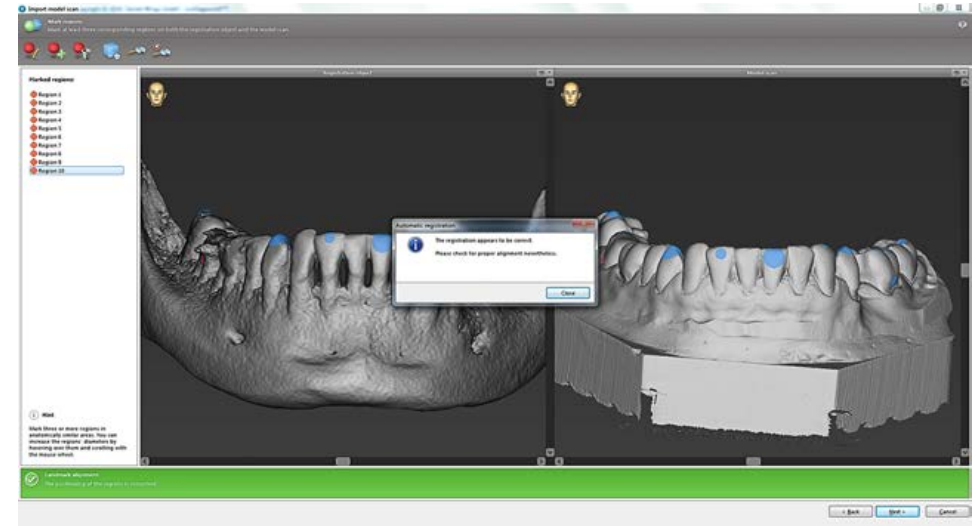 Import model scan
Mark regions
Mark at least three corresponding regions on both the registration object and the model scan.
Marked regions:
Region 1
Region 2
Region 3
Region 4
Region 5
Region 6
Region 7
Region 8
Region 9
Region 10
Registration object
Model scan
Automatic registration
The registration appears to be correct.
Please check for proper alignment nonetheless.
Close
Hint
Mark three or more regions in
anatomically similar areas. You can
increase the regions' diameters by
hovering over them and scrolling with
the mouse wheel.
Landmark alignment
The positioning of the regions is consistent.
< Back
Next >
Cancel